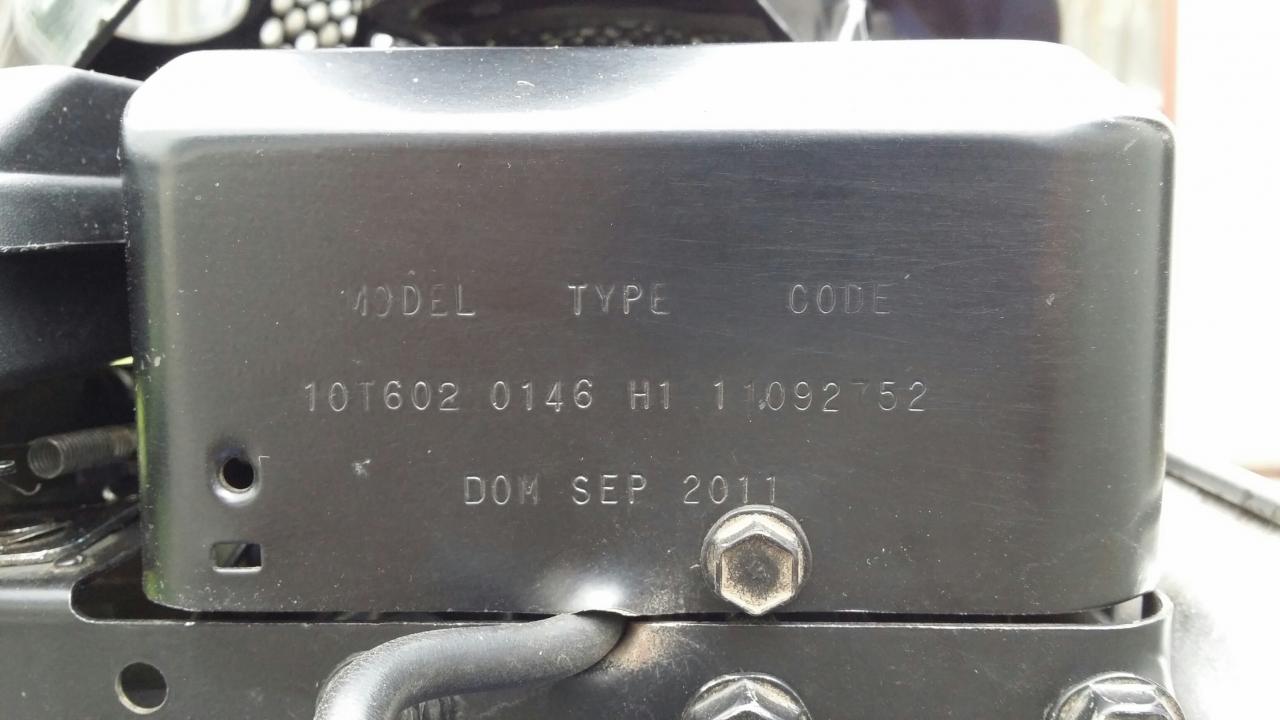 MODEL TYPE CODE
10T602 0146 H1 11092752
DOM SEP 2011